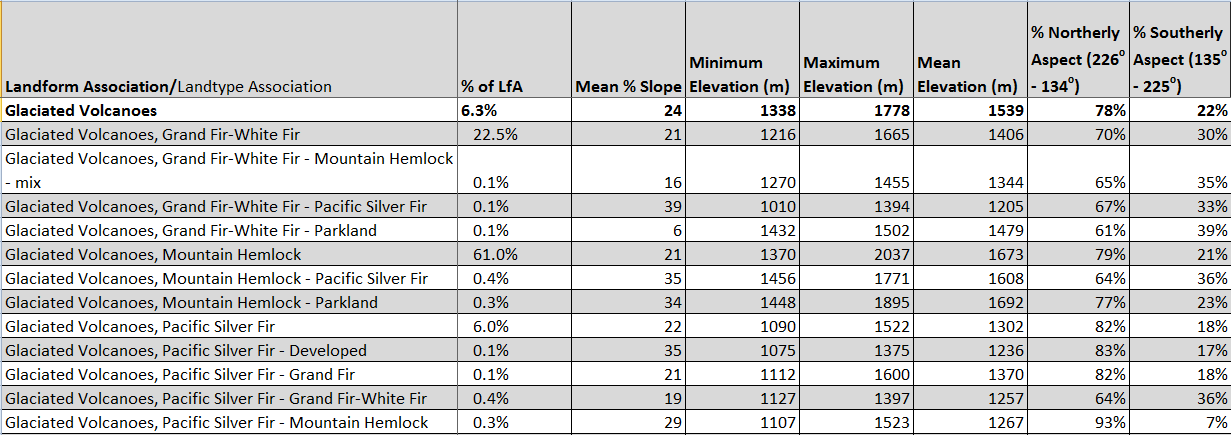 Landform Association/Landtype Association % of LfA Mean % Slope Minimum Elevation (m) Maximum Elevation (m) Mean Elevation (m) % Northerly Aspect (226° - 134°) % Southerly Aspect (135° - 225°)
Glaciated Volcanoes 6.3% 24 1338 1778 1539 78% 22%
Glaciated Volcanoes, Grand Fir-White Fir 22.5% 21 1216 1665 1406 70% 30%
Glaciated Volcanoes, Grand Fir-White Fir - Mountain Hemlock
- mix 0.1% 16 1270 1455 1344 65% 35%
Glaciated Volcanoes, Grand Fir-White Fir - Pacific Silver Fir 0.1% 39 1010 1394 1205 67% 33%
Glaciated Volcanoes, Grand Fir-White Fir - Parkland 0.1% 6 1432 1502 1479 61% 39%
Glaciated Volcanoes, Mountain Hemlock 61.0% 21 1370 2037 1673 79% 21%
Glaciated Volcanoes, Mountain Hemlock - Pacific Silver Fir 0.4% 35 1456 1771 1608 64% 36%
Glaciated Volcanoes, Mountain Hemlock - Parkland 0.3% 34 1448 1895 1692 77% 23%
Glaciated Volcanoes, Pacific Silver Fir 6.0% 22 1090 1522 1302 82% 18%
Glaciated Volcanoes, Pacific Silver Fir - Developed 0.1% 35 1075 1375 1236 83% 17%
Glaciated Volcanoes, Pacific Silver Fir - Grand Fir 0.1% 21 1112 1600 1370 82% 18%
Glaciated Volcanoes, Pacific Silver Fir - Grand Fir-White Fir 0.4% 19 1127 1397 1257 64% 36%
Glaciated Volcanoes, Pacific Silver Fir - Mountain Hemlock 0.3% 29 1107 1523 1267 93% 7%